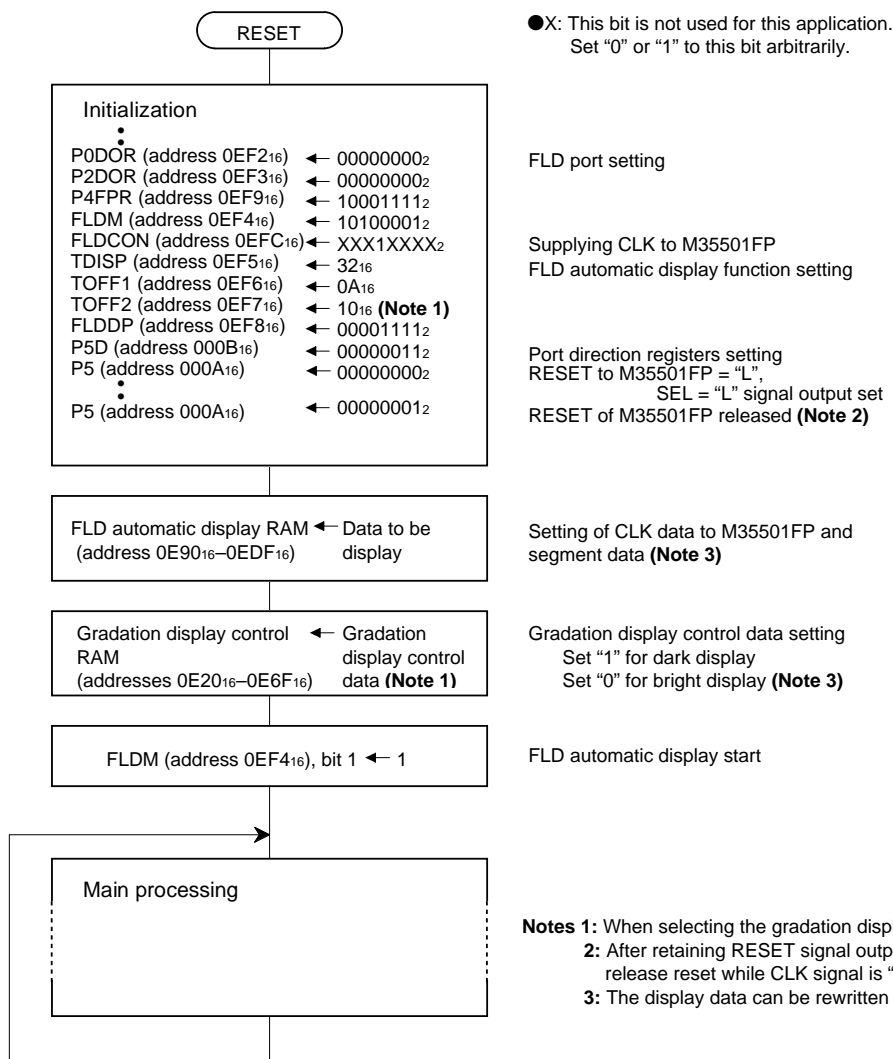 RESET
●X: This bit is not used for this application.
Set “0” or “1” to this bit arbitrarily.
Initialization
P0DOR (address 0EF2₁₆) ← 00000000₂
FLD port setting
P2DOR (address 0EF3₁₆) ← 00000000₂
P4FPR (address 0EF9₁₆) ← 10001111₂
FLDM (address 0EF4₁₆) ← 10100001₂
FLDCON (address 0EFC₁₆) ← XXX1XXXX₂
Supplying CLK to M35501FP
TDISP (address 0EF5₁₆) ← 32₁₆
FLD automatic display function setting
TOFF1 (address 0EF6₁₆) ← 0A₁₆
TOFF2 (address 0EF7₁₆) ← 10₁₆ (Note 1)
FLDDP (address 0EF8₁₆) ← 00001111₂
P5D (address 000B₁₆) ← 00000011₂
Port direction registers setting
P5 (address 000A₁₆) ← 00000000₂
RESET to M35501FP = “L”,
SEL = “L” signal output set
P5 (address 000A₁₆) ← 00000001₂
RESET of M35501FP released (Note 2)
FLD automatic display RAM ← Data to be
(address 0E90₁₆–0EDF₁₆) display
Setting of CLK data to M35501FP and
segment data (Note 3)
Gradation display control ← Gradation
RAM display control
(addresses 0E20₁₆–0E6F₁₆) data (Note 1)
Gradation display control data setting
Set “1” for dark display
Set “0” for bright display (Note 3)
FLDM (address 0EF4₁₆), bit 1 ← 1
FLD automatic display start
Main processing
Notes 1: When selecting the gradation disp
2: After retaining RESET signal outp
release reset while CLK signal is “
3: The display data can be rewritten